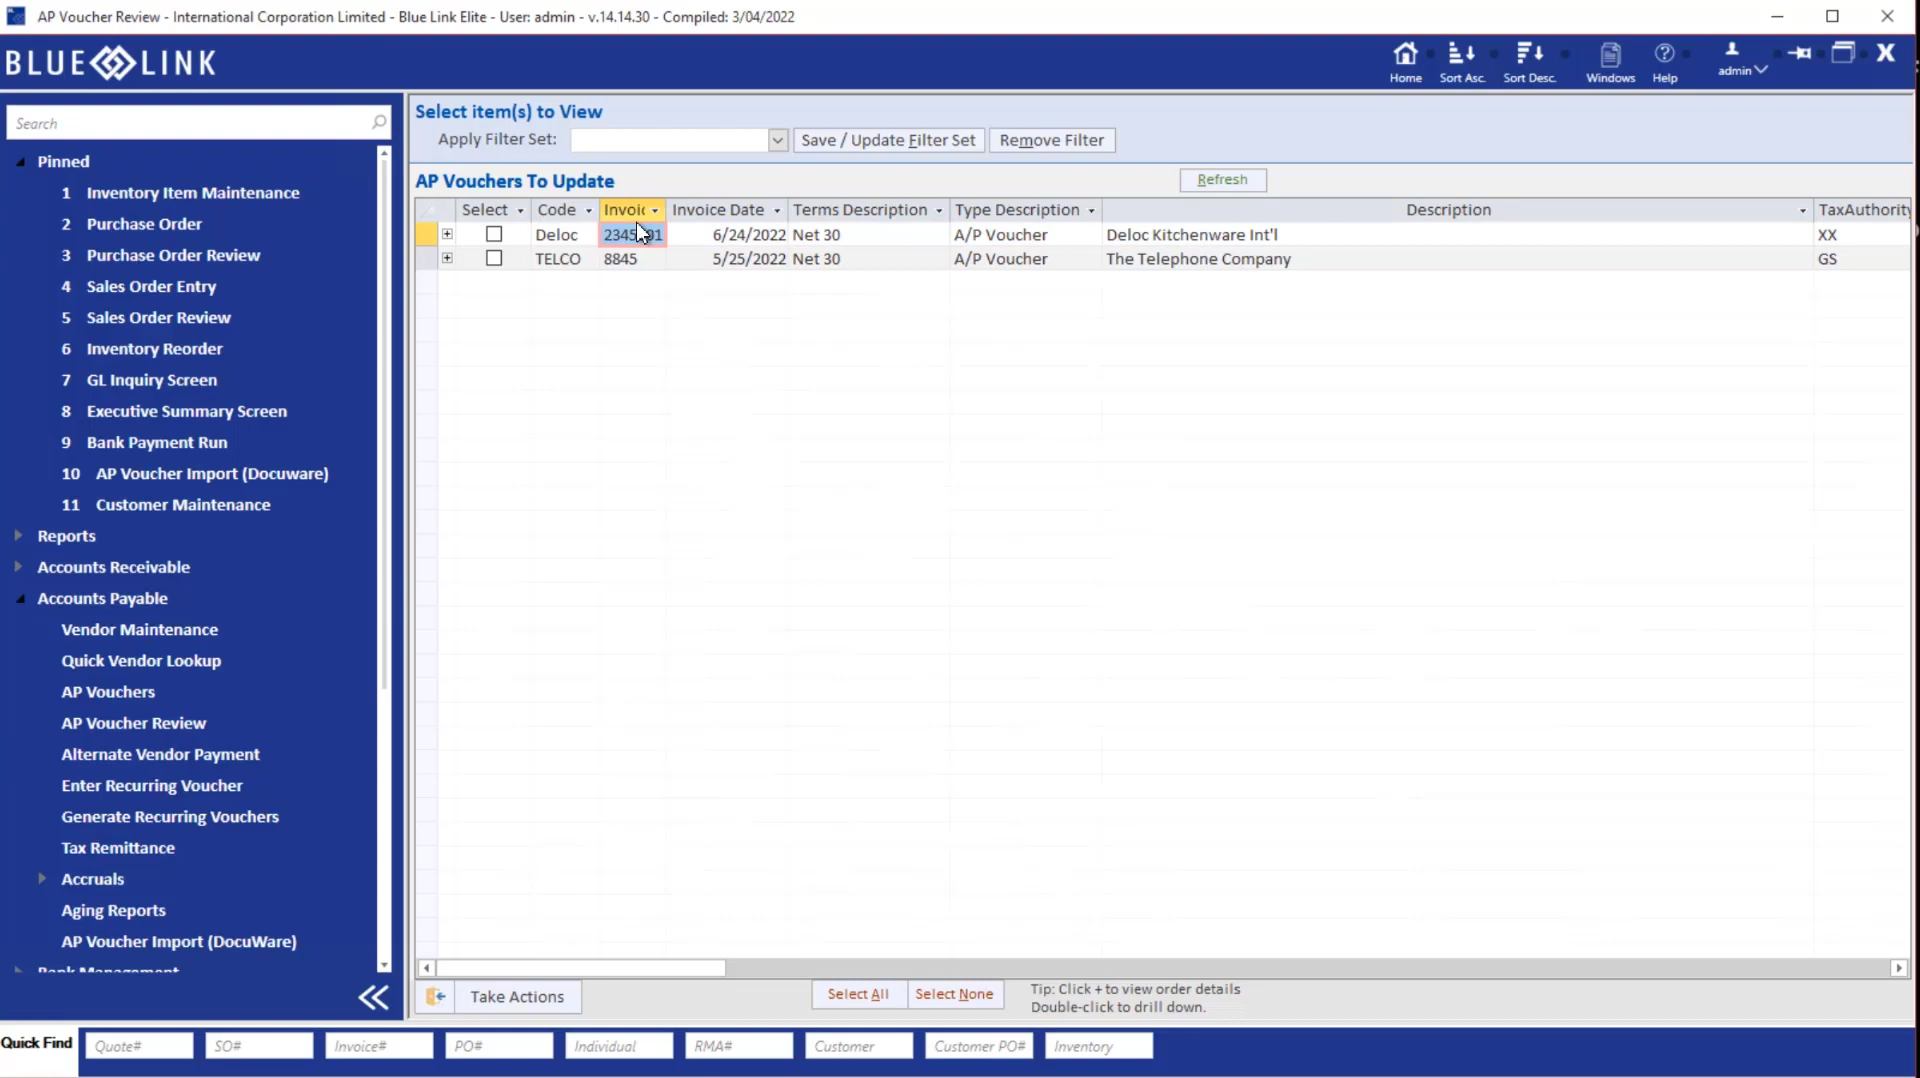 AP Voucher Review - International Corporation Limited - Blue Link Elite - User: admin - v.14.14.30 - Compiled: 3/04/2022
BLUE LINK
Home
Sort Asc.
Sort Desc.
Windows
Help
admin
Search
Pinned
1 Inventory Item Maintenance
2 Purchase Order
3 Purchase Order Review
4 Sales Order Entry
5 Sales Order Review
6 Inventory Reorder
7 GL Inquiry Screen
8 Executive Summary Screen
9 Bank Payment Run
10 AP Voucher Import (Docuware)
11 Customer Maintenance
Reports
Accounts Receivable
Accounts Payable
Vendor Maintenance
Quick Vendor Lookup
AP Vouchers
AP Voucher Review
Alternate Vendor Payment
Enter Recurring Voucher
Generate Recurring Vouchers
Tax Remittance
Accruals
Aging Reports
AP Voucher Import (DocuWare)
Bank Management
Select item(s) to View
Apply Filter Set:
Save / Update Filter Set
Remove Filter
AP Vouchers To Update
Refresh
Select Code Invoic Invoice Date Terms Description Type Description Description TaxAuthority
Deloc 6/24/2022 Net 30 A/P Voucher Deloc Kitchenware Int'l XX
TELCO 8845 5/25/2022 Net 30 A/P Voucher The Telephone Company GS
Take Actions
Select All
Select None
Tip: Click + to view order details
Double-click to drill down.
Quick Find
Quote#
SO#
Invoice#
PO#
Individual
RMA#
Customer
Customer PO#
Inventory